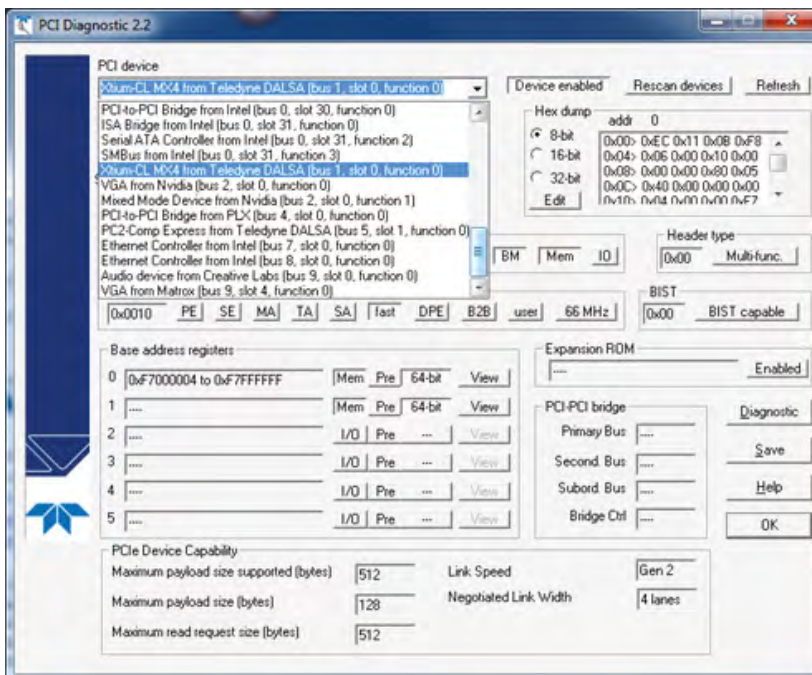 PCI Diagnostic 2.2
PCI device
Xtium-CL MX4 from Teledyne DALSA (bus 1, slot 0, function 0)
Device enabled Rescan devices Refresh
PCI-to-PCI Bridge from Intel (bus 0, slot 30, function 0)
ISA Bridge from Intel (bus 0, slot 31, function 0)
Serial ATA Controller from Intel (bus 0, slot 31, function 2)
SMBus from Intel (bus 0, slot 31, function 3)
Xtium-CL MX4 from Teledyne DALSA (bus 1, slot 0, function 0)
VGA from Nvidia (bus 2, slot 0, function 0)
Mixed Mode Device from Nvidia (bus 2, slot 0, function 1)
PCI-to-PCI Bridge from PLX (bus 4, slot 0, function 0)
PC2-Comp Express from Teledyne DALSA (bus 5, slot 1, function 0)
Ethernet Controller from Intel (bus 7, slot 0, function 0)
Ethernet Controller from Intel (bus 8, slot 0, function 0)
Audio device from Creative Labs (bus 9, slot 0, function 0)
VGA from Matrox (bus 9, slot 4, function 0)
Hex dump
addr 0
8-bit
16-bit
32-bit
Edit
0x00> 0xEC 0x11 0x0B 0xF8
0x04> 0x06 0x00 0x10 0x00
0x08> 0x00 0x00 0x80 0x05
0x0C> 0x40 0x00 0x00 0x00
0x10> 0x04 0x00 0x00 0xF7
BM Mem IO
Header type
0x00 Multi-func.
0x0010 PE SE MA TA SA fast DPE B2B user 66 MHz
BIST
0x00 BIST capable
Base address registers
0 0xF7000004 to 0xF7FFFFFF Mem Pre 64-bit View
1 .... Mem Pre 64-bit View
2 .... I/O Pre --- View
3 .... I/O Pre --- View
4 .... I/O Pre --- View
5 .... I/O Pre --- View
Expansion ROM
.... Enabled
PCI-PCI bridge
Primary Bus ....
Second. Bus ....
Subord. Bus ....
Bridge Ctrl ....
Diagnostic
Save
Help
OK
PCIe Device Capability
Maximum payload size supported (bytes) 512
Maximum payload size (bytes) 128
Maximum read request size (bytes) 512
Link Speed Gen 2
Negotiated Link Width 4 lanes